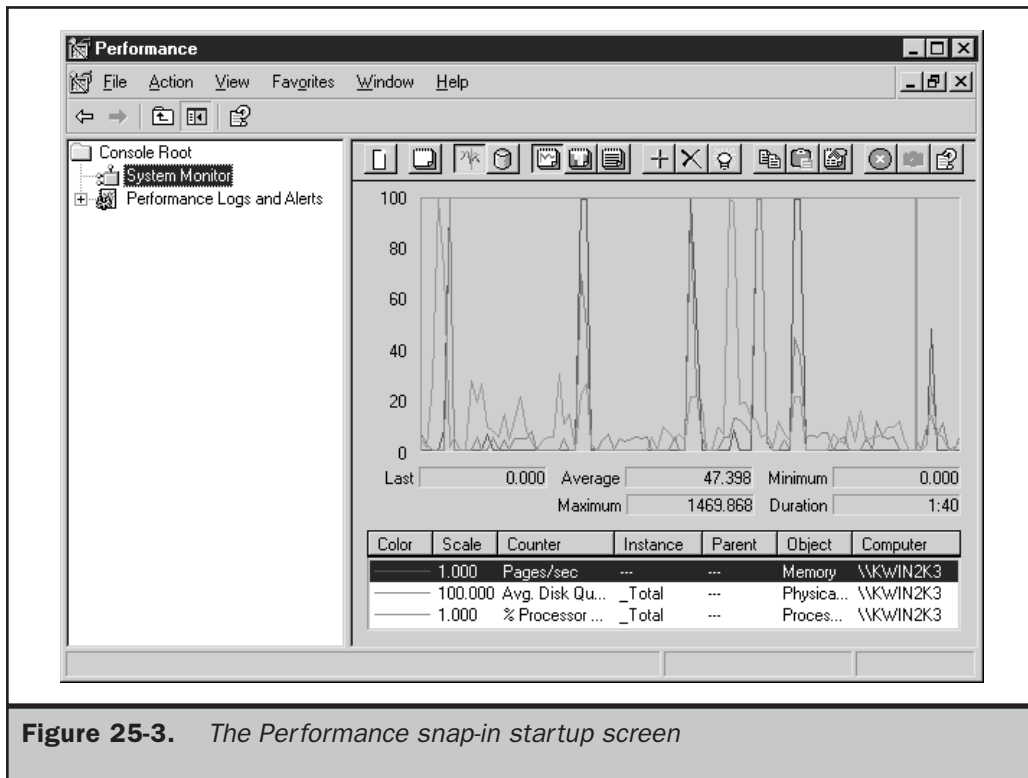 Performance
File Action View Favorites Window Help
Console Root
System Monitor
Performance Logs and Alerts
100
80
60
40
20
0
Last 0.000 Average 47.398 Minimum 0.000
Maximum 1469.868 Duration 1:40
Color Scale Counter Instance Parent Object Computer
1.000 Pages/sec --- --- Memory \\KWIN2K3
100.000 Avg. Disk Qu... _Total --- Physica... \\KWIN2K3
1.000 % Processor ... _Total --- Proces... \\KWIN2K3
Figure 25-3. The Performance snap-in startup screen